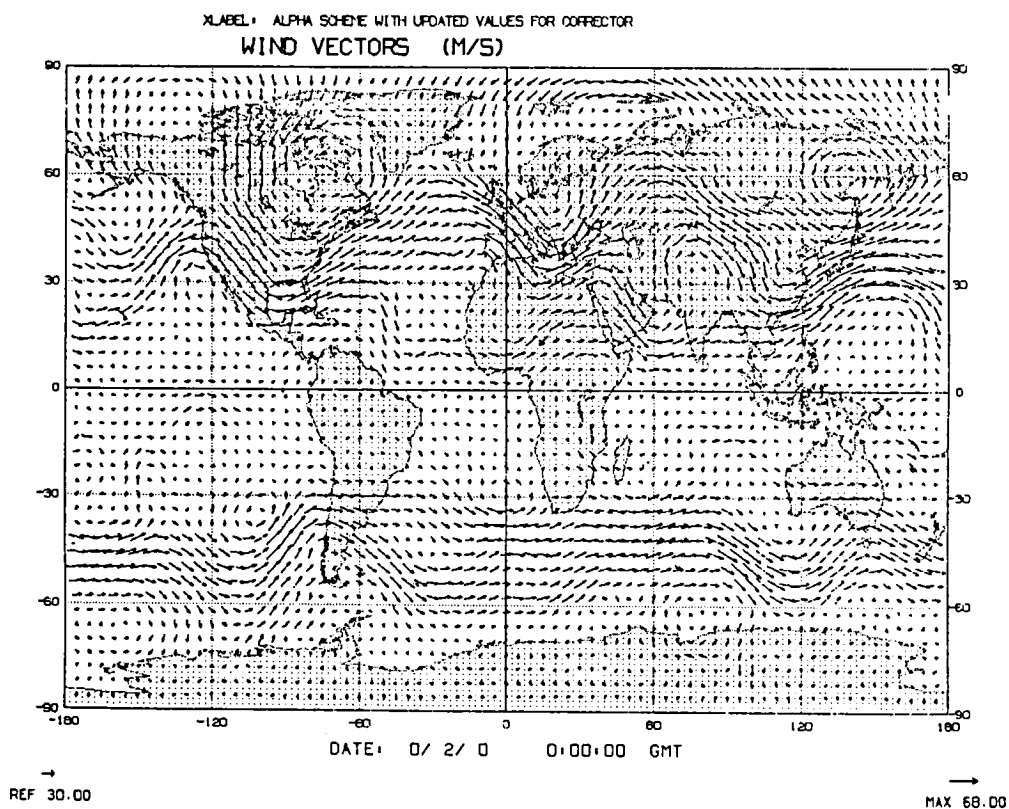 XLABEL: ALPHA SCHEME WITH UPDATED VALUES FOR CORRECTOR
WIND VECTORS (M/S)
90 90
60 60
30 30
0 0
-30 -30
-60 -60
-90 90
-180 -120 -60 0 60 120 180
DATE: 0/ 2/ 0 0:00:00 GMT
REF 30.00
MAX 68.00